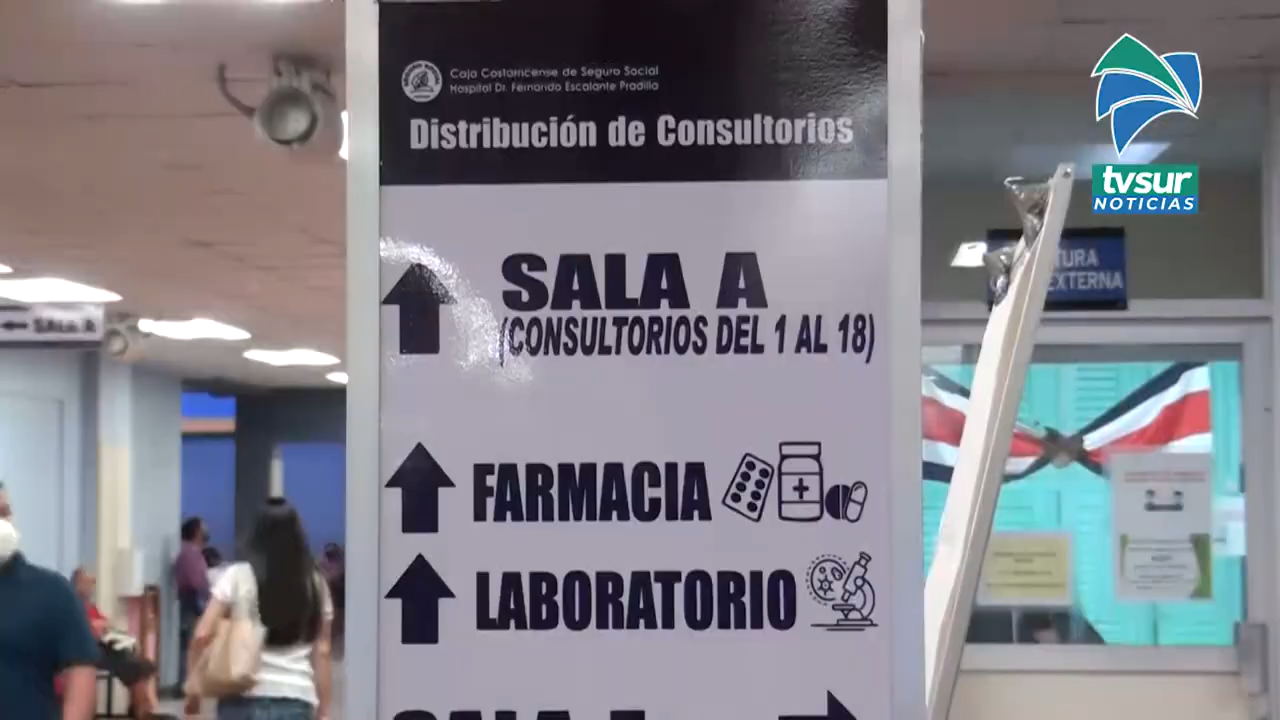 Caja Costarricense de Seguro Social
Hospital Dr. Fernando Escalante Pradilla
Distribución de Consultorios
SALA A
(CONSULTORIOS DEL 1 AL 18)
FARMACIA
LABORATORIO
SALA A
tvsur
NOTICIAS
EXTERNA